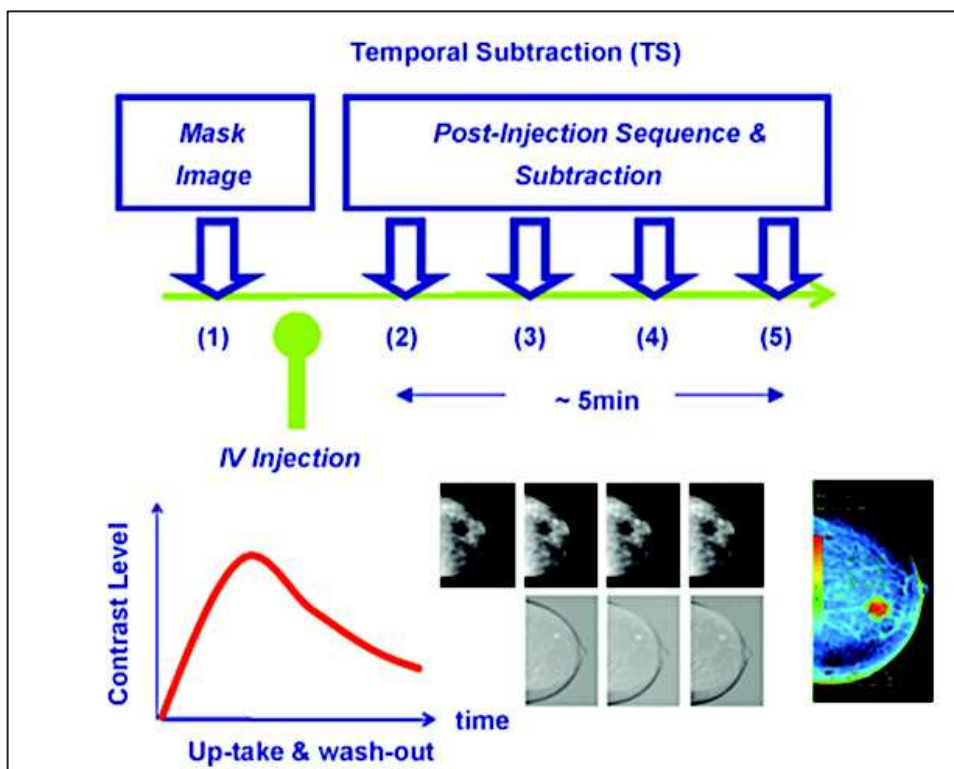 Temporal Subtraction (TS)
Mask
Image
Post-Injection Sequence &
Subtraction
(1)
(2)
(3)
(4)
(5)
~ 5min
IV Injection
Contrast Level
time
Up-take & wash-out